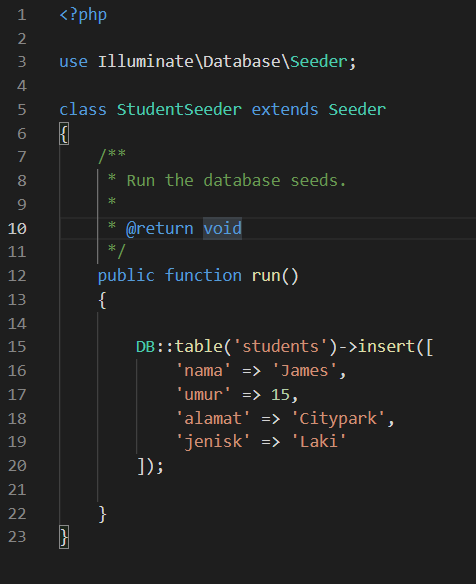 1 <?php
2
3 use Illuminate\Database\Seeder;
4
5 class StudentSeeder extends Seeder
6 {
7     /**
8      * Run the database seeds.
9      *
10      * @return void
11      */
12     public function run()
13     {
14
15         DB::table('students')->insert([
16             'nama' => 'James',
17             'umur' => 15,
18             'alamat' => 'Citypark',
19             'jenisk' => 'Laki'
20         ]);
21
22     }
23 }